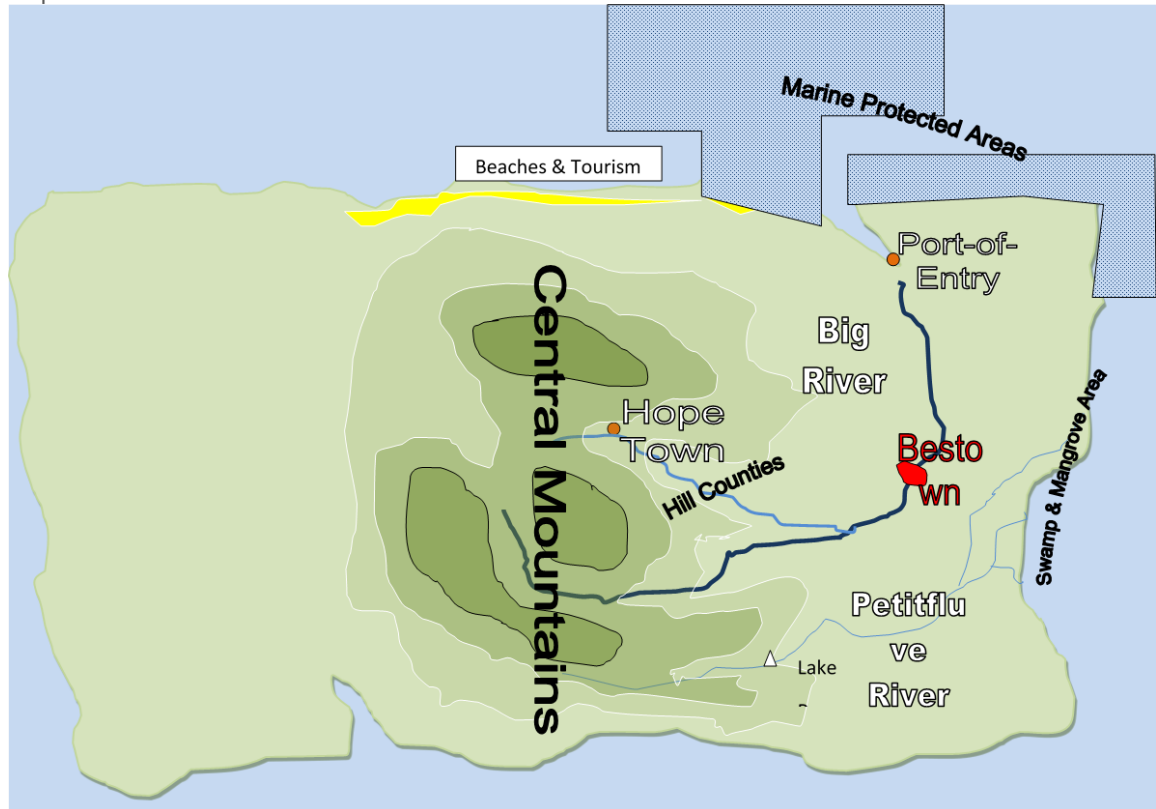 Marine Protected Areas
Beaches & Tourism
Port-of-
Entry
Central Mountains
Big
River
Hope
Town
Hill Counties
Besto
wn
Swamp & Mangrove Area
Petitflu
ve
River
Lake
~